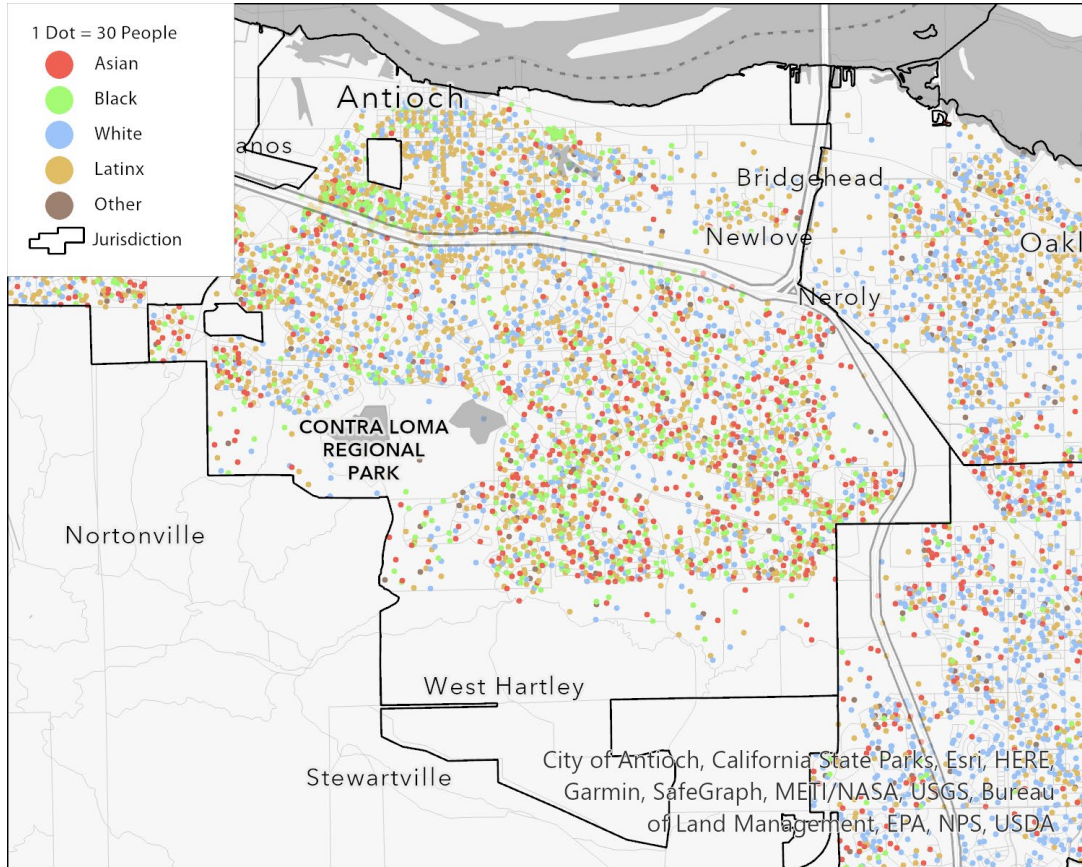 1 Dot = 30 People
Asian
Black
White
Latinx
Other
Jurisdiction
Antioch
anos
Bridgehead
Newlove
Oakl
Neroly
CONTRA LOMA
REGIONAL
PARK
Nortonville
West Hartley
Stewartville
City of Antioch, California State Parks, Esri, HERE,
Garmin, SafeGraph, METI/NASA, USGS, Bureau
of Land Management, EPA, NPS, USDA